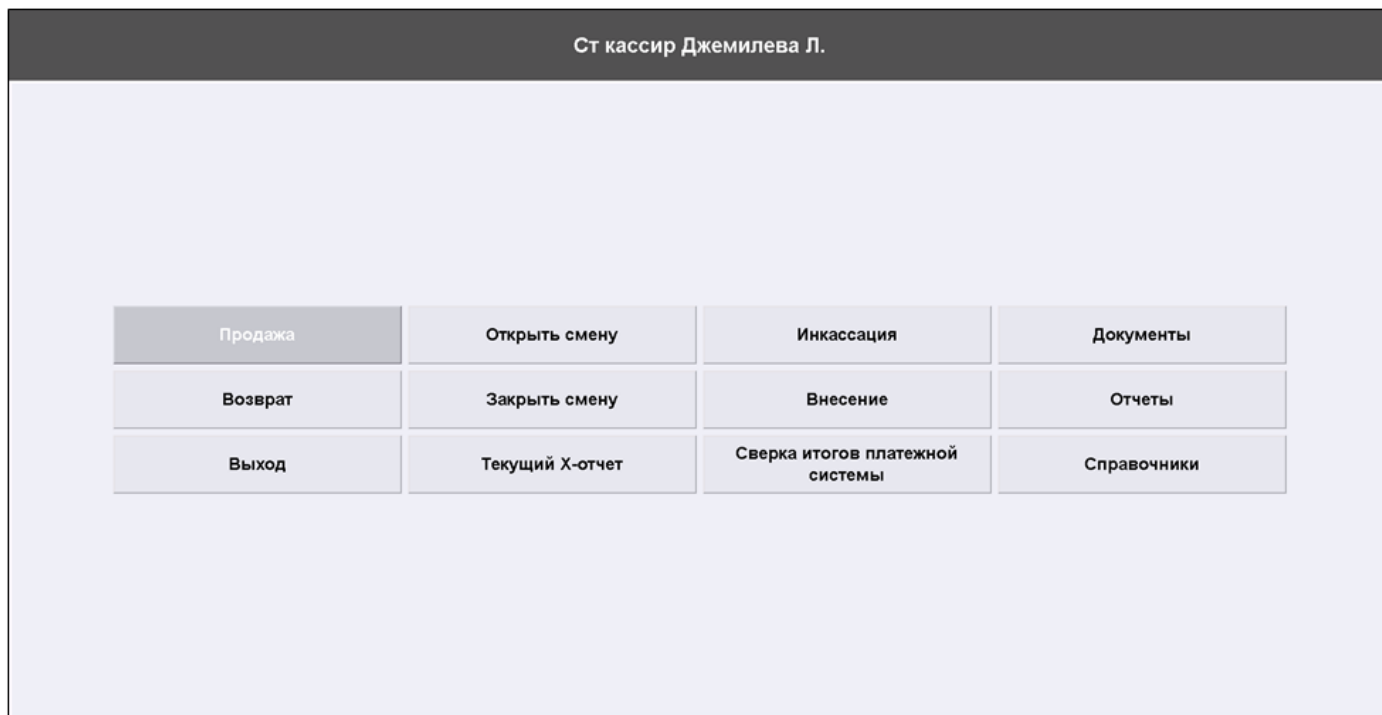 Ст кассир Джемилева Л.
Продажа
Открыть смену
Инкассация
Документы
Возврат
Закрыть смену
Внесение
Отчеты
Выход
Текущий X-отчет
Сверка итогов платежной
системы
Справочники